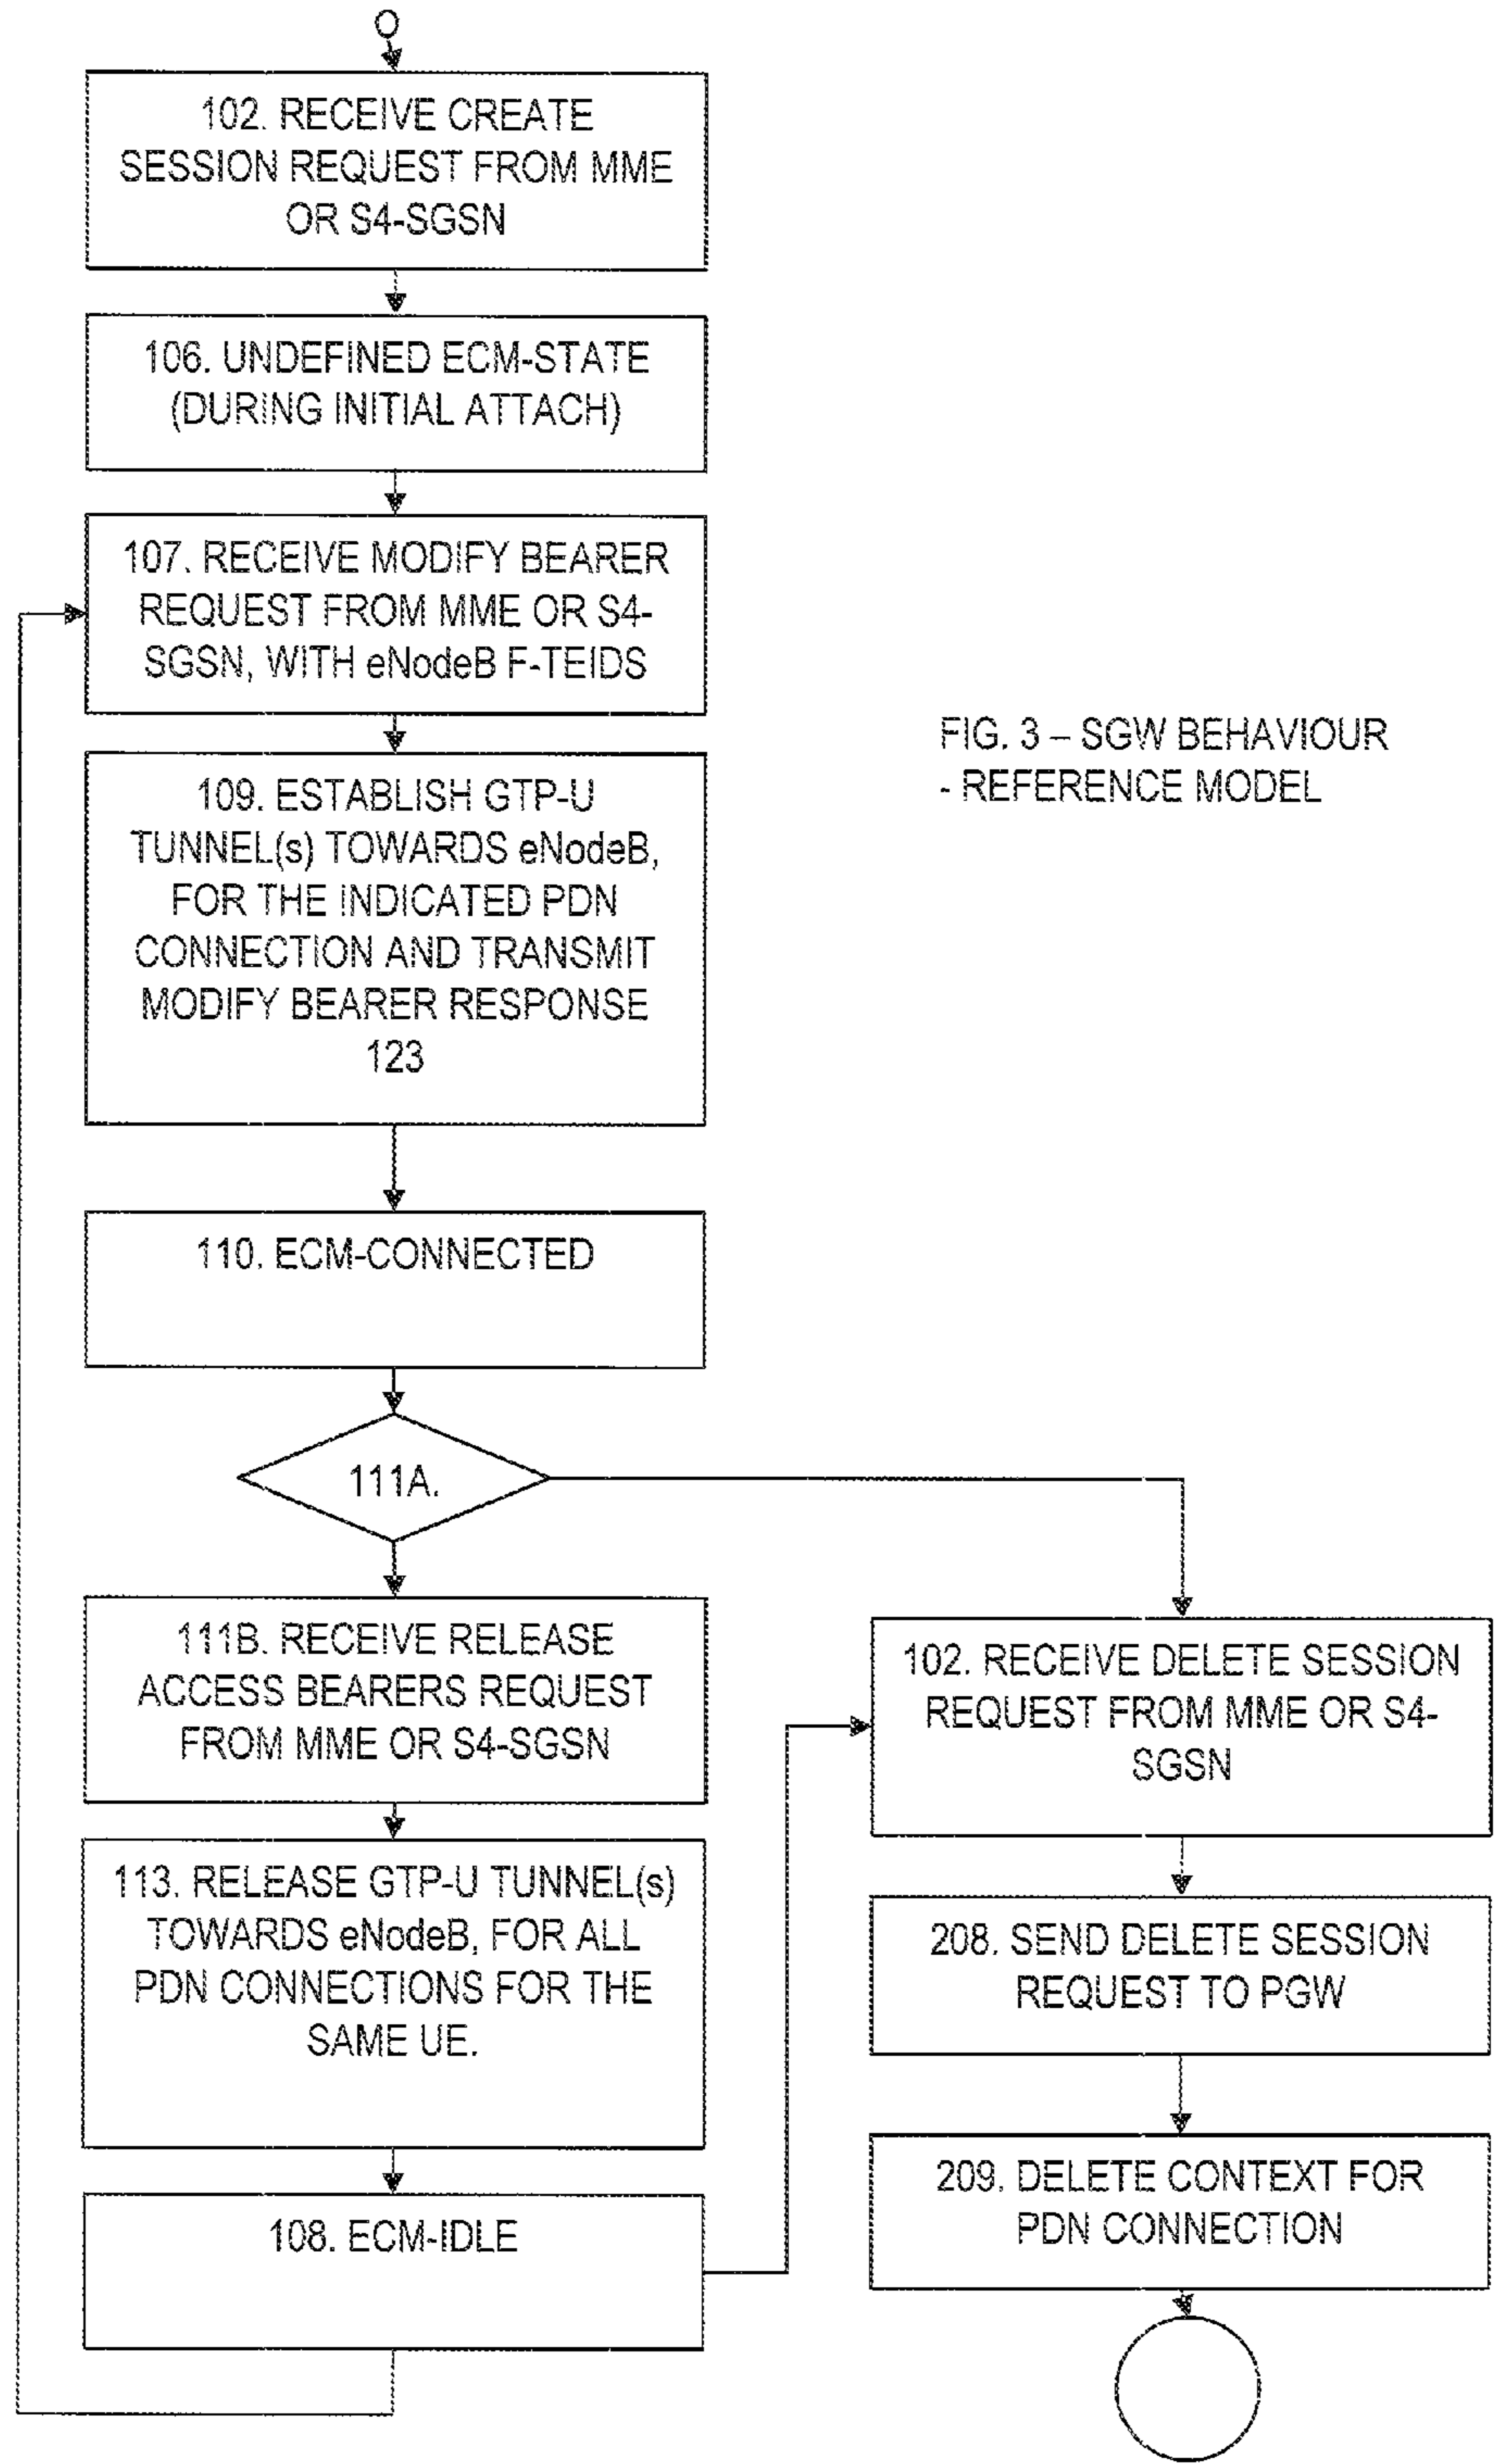 102. RECEIVE CREATE
SESSION REQUEST FROM MME
OR S4-SGSN
106. UNDEFINED ECM-STATE
(DURING INITIAL ATTACH)
107. RECEIVE MODIFY BEARER
REQUEST FROM MME OR S4-
SGSN, WITH eNodeB F-TEIDS
FIG. 3 – SGW BEHAVIOUR
- REFERENCE MODEL
109. ESTABLISH GTP-U
TUNNEL(s) TOWARDS eNodeB,
FOR THE INDICATED PDN
CONNECTION AND TRANSMIT
MODIFY BEARER RESPONSE
123
110. ECM-CONNECTED
111A.
111B. RECEIVE RELEASE
ACCESS BEARERS REQUEST
FROM MME OR S4-SGSN
113. RELEASE GTP-U TUNNEL(s)
TOWARDS eNodeB, FOR ALL
PDN CONNECTIONS FOR THE
SAME UE.
108. ECM-IDLE
102. RECEIVE DELETE SESSION
REQUEST FROM MME OR S4-
SGSN
208. SEND DELETE SESSION
REQUEST TO PGW
209. DELETE CONTEXT FOR
PDN CONNECTION